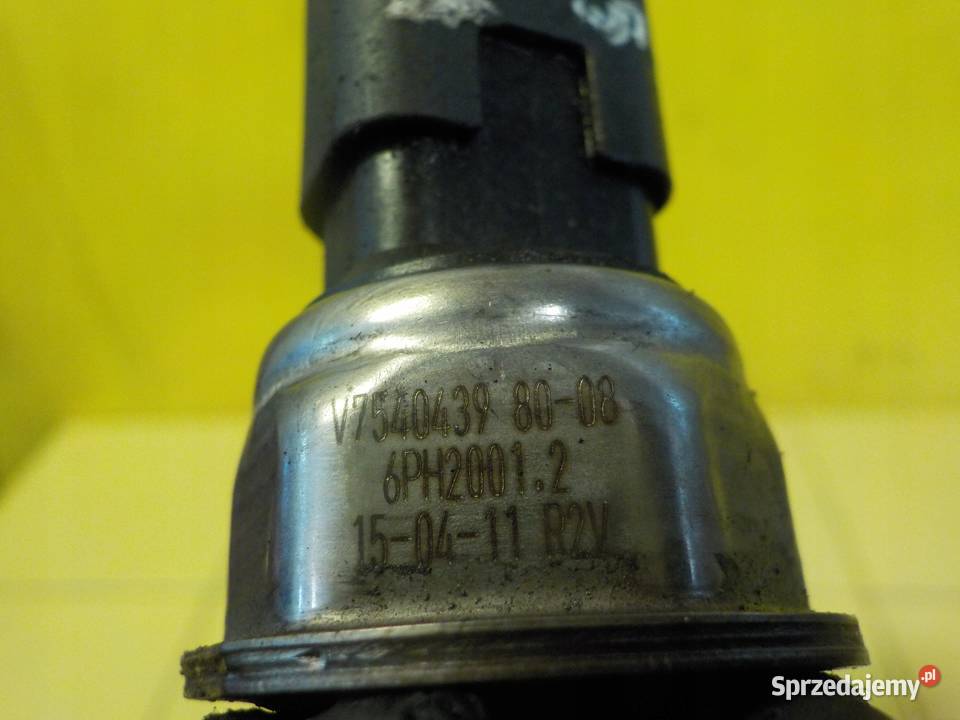 V7540439 80-08
6PH2001.2
15-04-11 R2V
Sprzedajemy.pl